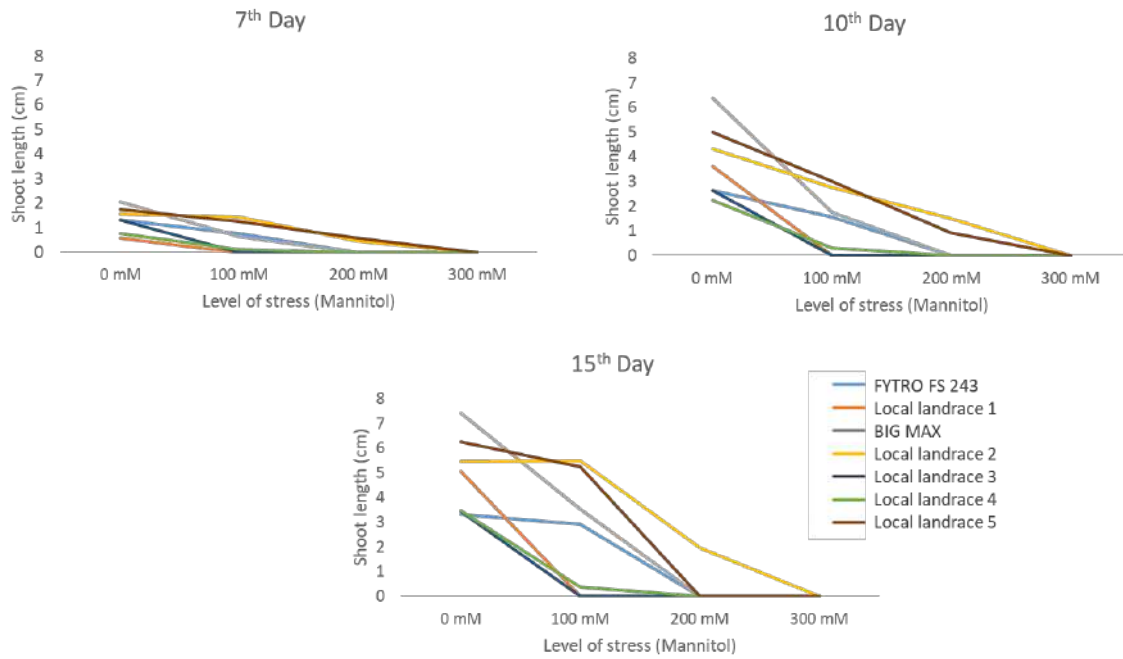 7th Day
Shoot length (cm)
8
7
6
5
4
3
2
1
0
0 mM 100 mM 200 mM 300 mM
Level of stress (Mannitol)
10th Day
Shoot length (cm)
8
7
6
5
4
3
2
1
0
0 mM 100 mM 200 mM 300 mM
Level of stress (Mannitol)
15th Day
Shoot length (cm)
8
7
6
5
4
3
2
1
0
0 mM 100 mM 200 mM 300 mM
Level of stress (Mannitol)
FYTRO FS 243
Local landrace 1
BIG MAX
Local landrace 2
Local landrace 3
Local landrace 4
Local landrace 5